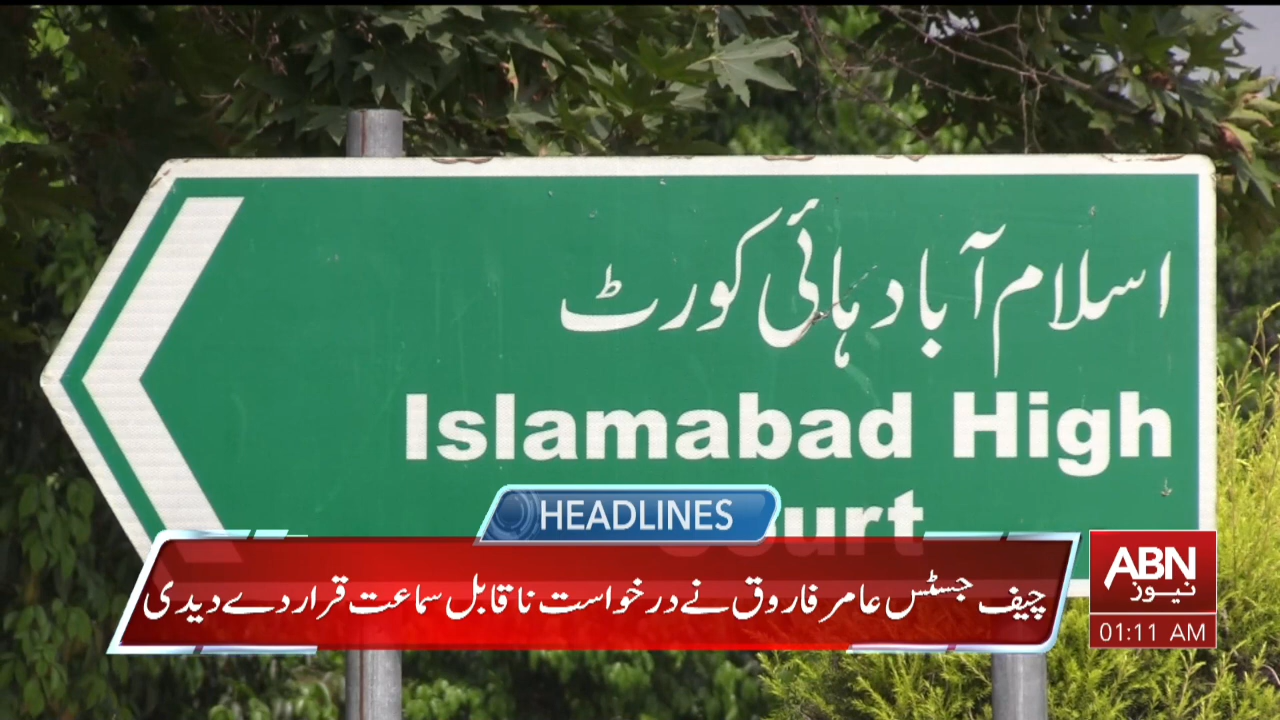 اسلام آباد ہائی کورٹ
Islamabad High
Court
HEADLINES
چیف جسٹس عامر فاروق نے درخواست ناقابل سماعت قرار دے دیدی
ABN
نیوز
01:11 AM